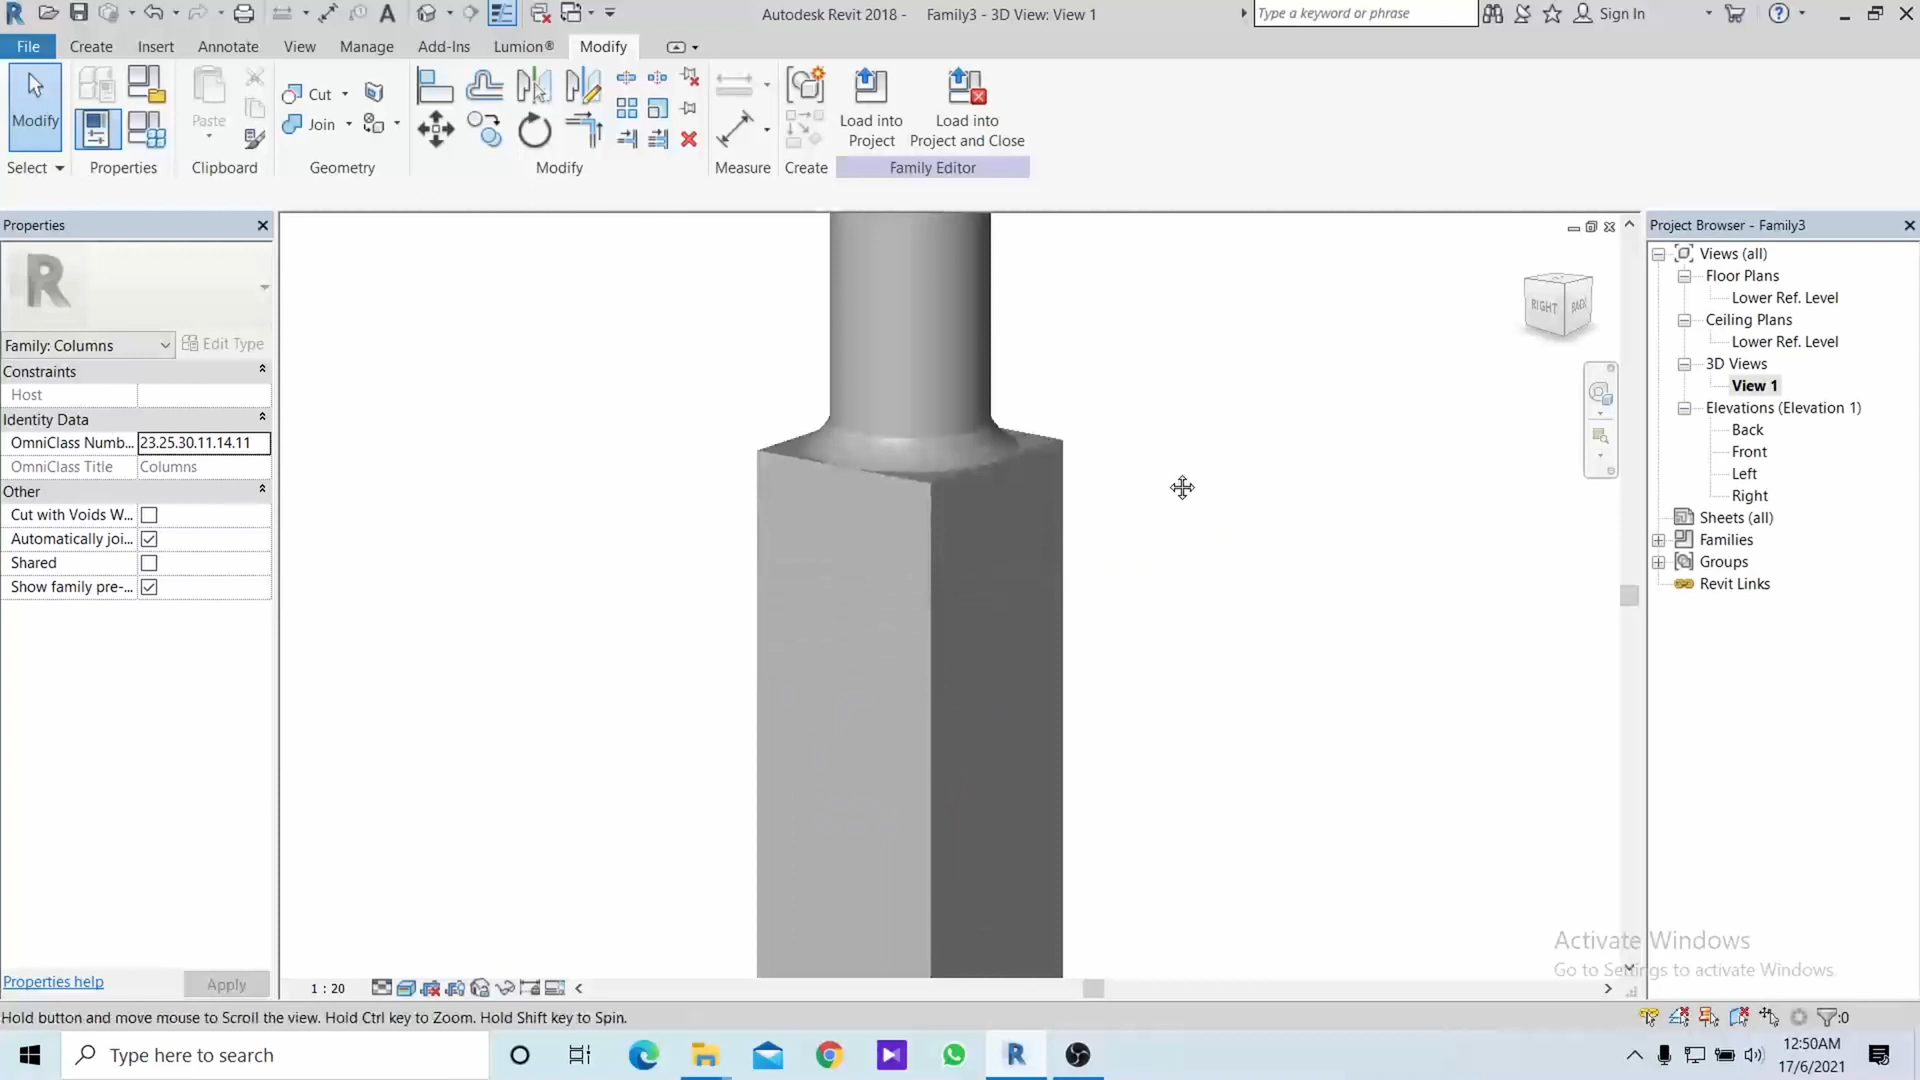 Autodesk Revit 2018 - Family3 - 3D View: View 1
Type a keyword or phrase
Sign In
File Create Insert Annotate View Manage Add-Ins Lumion® Modify
Modify
Paste
Cut
Join
Load into Project
Load into Project and Close
Select Properties Clipboard Geometry Modify Measure Create Family Editor
Properties
Family: Columns
Edit Type
Constraints
Host
Identity Data
OmniClass Numb... 23.25.30.11.14.11
OmniClass Title Columns
Other
Cut with Voids W...
Automatically joi...
Shared
Show family pre-...
Properties help
Apply
RIGHT BACK
1 : 20
Project Browser - Family3
Views (all)
Floor Plans
Lower Ref. Level
Ceiling Plans
Lower Ref. Level
3D Views
View 1
Elevations (Elevation 1)
Back
Front
Left
Right
Sheets (all)
Families
Groups
Revit Links
Activate Windows
Go to Settings to activate Windows.
Hold button and move mouse to Scroll the view. Hold Ctrl key to Zoom. Hold Shift key to Spin.
:0
Type here to search
12:50AM
17/6/2021